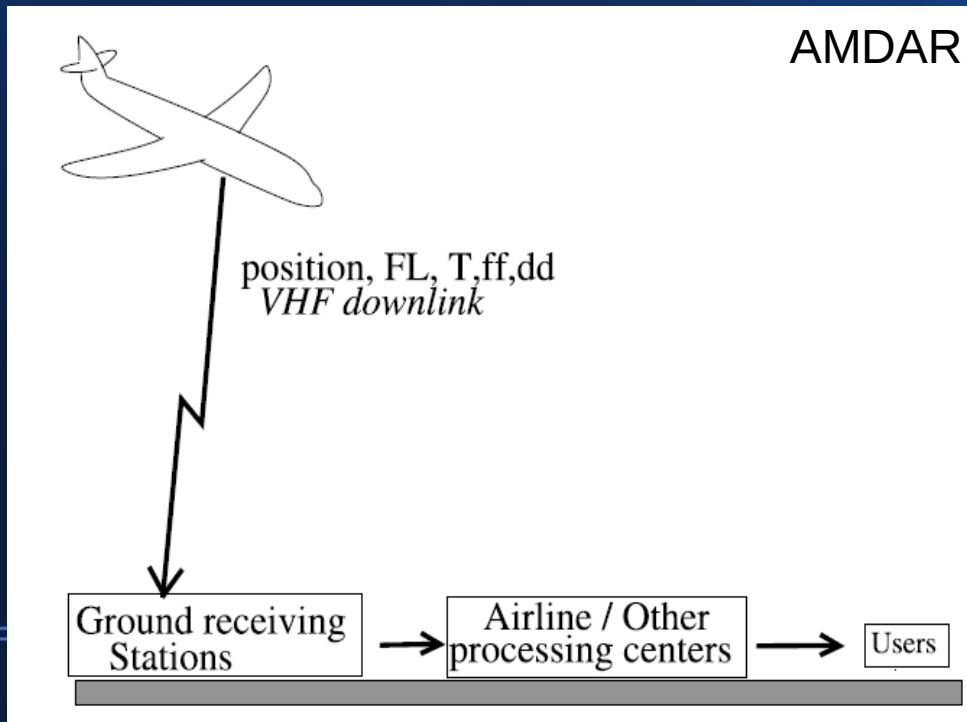 AMDAR
position, FL, T,ff,dd
VHF downlink
Ground receiving
Stations
Airline / Other
processing centers
Users